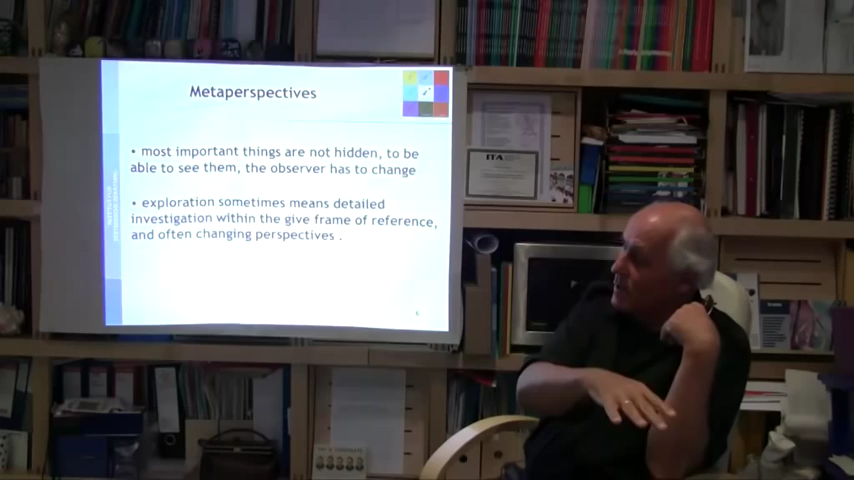 Metaperspectives
• most important things are not hidden, to be
able to see them, the observer has to change
• exploration sometimes means detailed
investigation within the give frame of reference,
and often changing perspectives .
ITA